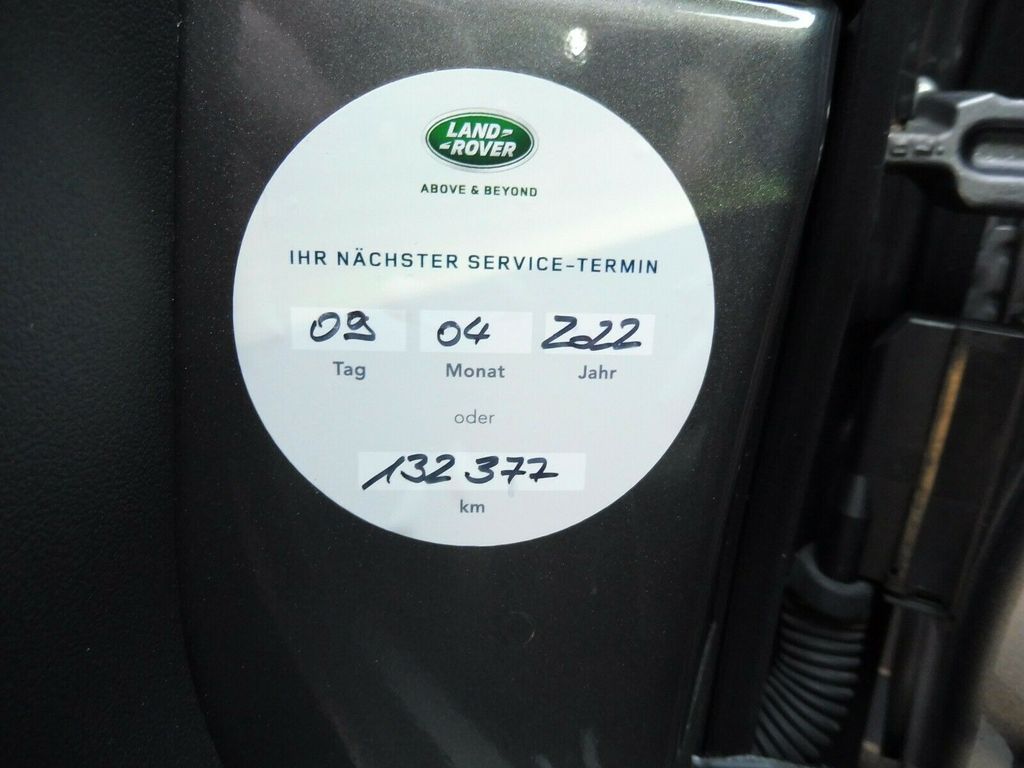 LAND-
-ROVER
ABOVE & BEYOND
IHR NÄCHSTER SERVICE-TERMIN
09 04 2022
Tag Monat Jahr
oder
132 377
km